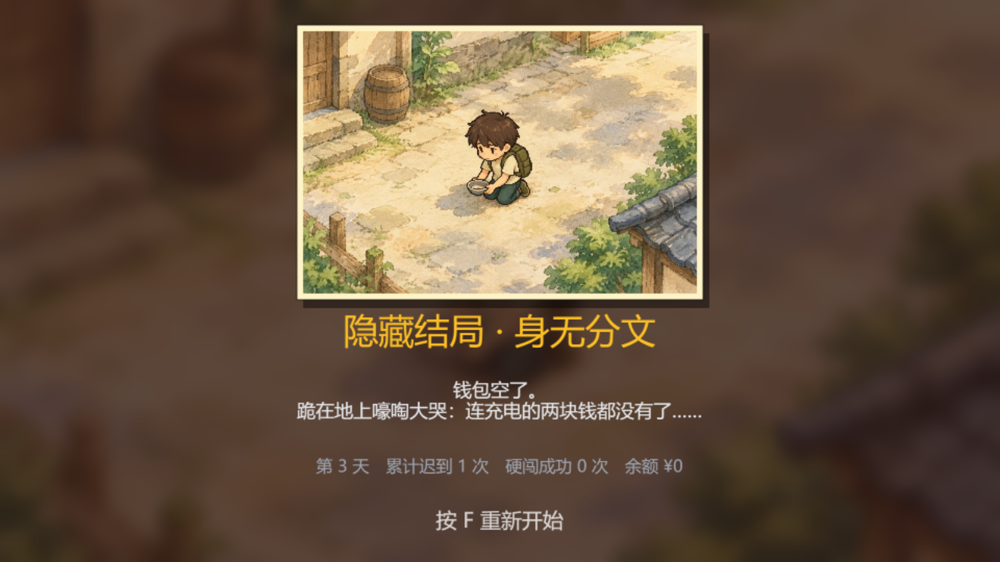 隐藏结局 · 身无分文
钱包空了。
跪在地上嚎啕大哭：连充电的两块钱都没有了……
第 3 天 累计迟到 1 次 硬闯成功 0 次 余额 ¥0
按 F 重新开始